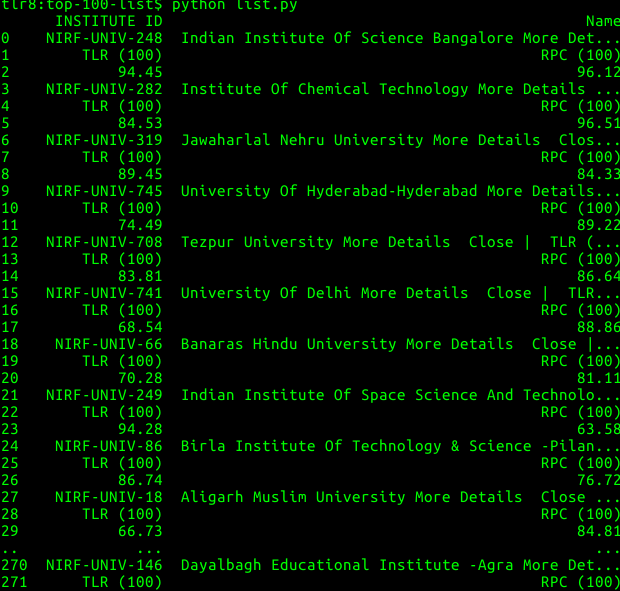 tlr8:top-100-list$ python list.py
INSTITUTE ID Name
0 NIRF-UNIV-248 Indian Institute Of Science Bangalore More Det...
1 TLR (100) RPC (100)
2 94.45 96.12
3 NIRF-UNIV-282 Institute Of Chemical Technology More Details ...
4 TLR (100) RPC (100)
5 84.53 96.51
6 NIRF-UNIV-319 Jawaharlal Nehru University More Details Clos...
7 TLR (100) RPC (100)
8 89.45 84.33
9 NIRF-UNIV-745 University Of Hyderabad-Hyderabad More Details...
10 TLR (100) RPC (100)
11 74.49 89.22
12 NIRF-UNIV-708 Tezpur University More Details Close | TLR (...
13 TLR (100) RPC (100)
14 83.81 86.64
15 NIRF-UNIV-741 University Of Delhi More Details Close | TLR...
16 TLR (100) RPC (100)
17 68.54 88.86
18 NIRF-UNIV-66 Banaras Hindu University More Details Close |...
19 TLR (100) RPC (100)
20 70.28 81.11
21 NIRF-UNIV-249 Indian Institute Of Space Science And Technolo...
22 TLR (100) RPC (100)
23 94.28 63.58
24 NIRF-UNIV-86 Birla Institute Of Technology & Science -Pilan...
25 TLR (100) RPC (100)
26 86.74 76.72
27 NIRF-UNIV-18 Aligarh Muslim University More Details Close ...
28 TLR (100) RPC (100)
29 66.73 84.81
.. ... ...
270 NIRF-UNIV-146 Dayalbagh Educational Institute -Agra More Det...
271 TLR (100) RPC (100)